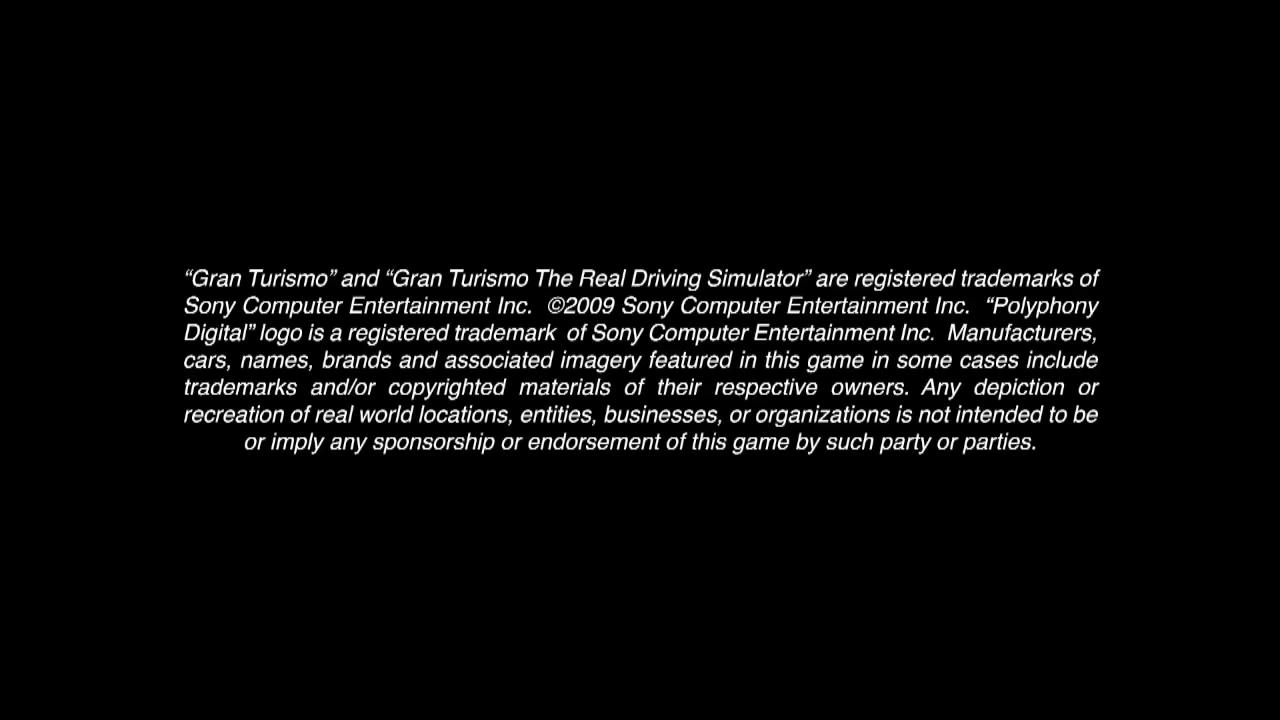 “Gran Turismo” and “Gran Turismo The Real Driving Simulator” are registered trademarks of
Sony Computer Entertainment Inc.  ©2009 Sony Computer Entertainment Inc.  “Polyphony
Digital” logo is a registered trademark  of Sony Computer Entertainment Inc.  Manufacturers,
cars, names, brands and associated imagery featured in this game in some cases include
trademarks and/or copyrighted materials of their respective owners. Any depiction or
recreation of real world locations, entities, businesses, or organizations is not intended to be
or imply any sponsorship or endorsement of this game by such party or parties.